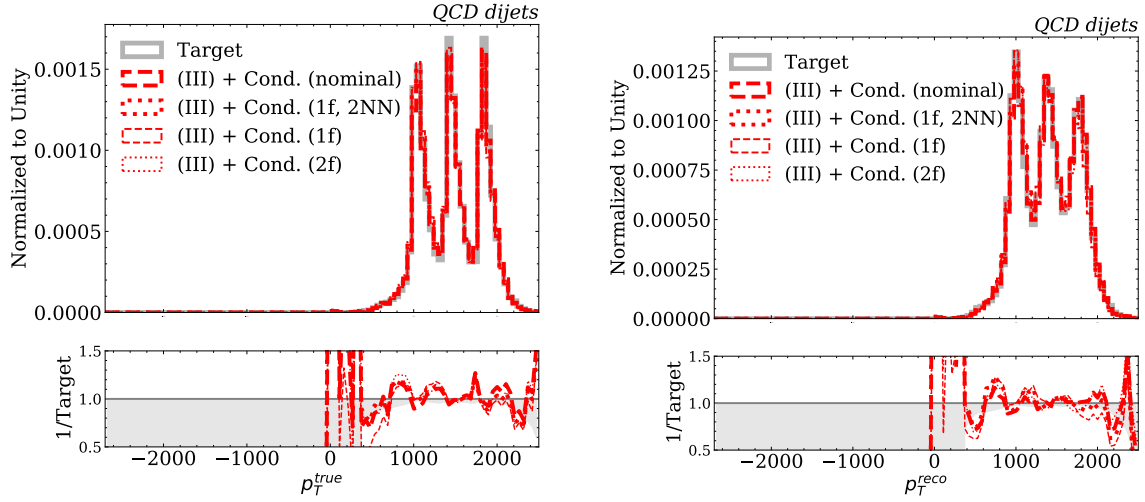 QCD dijets
Target
(III) + Cond. (nominal)
(III) + Cond. (1f, 2NN)
(III) + Cond. (1f)
(III) + Cond. (2f)
Normalized to Unity
0.0015
0.0010
0.0005
0.0000
1/Target
1.5
1.0
0.5
−2000 −1000 0 1000 2000
p_T^{true}
QCD dijets
Target
(III) + Cond. (nominal)
(III) + Cond. (1f, 2NN)
(III) + Cond. (1f)
(III) + Cond. (2f)
Normalized to Unity
0.00125
0.00100
0.00075
0.00050
0.00025
0.00000
1/Target
1.5
1.0
0.5
−2000 −1000 0 1000 2000
p_T^{reco}